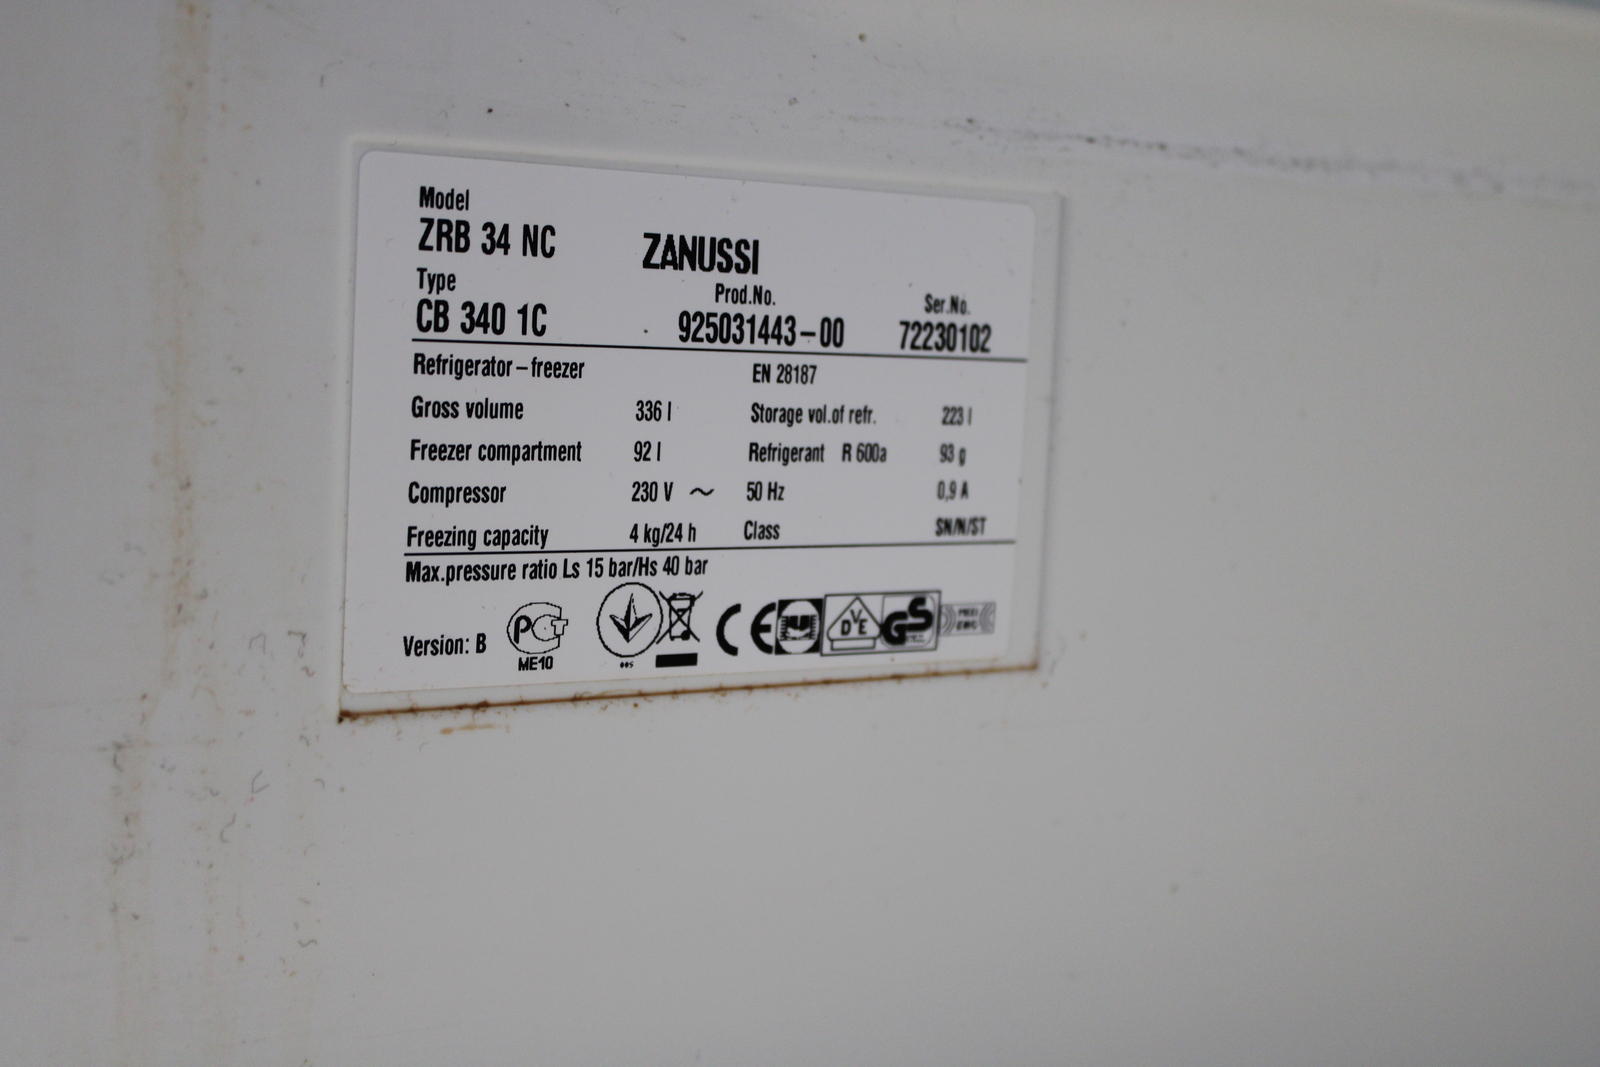 Model
ZRB 34 NC ZANUSSI
Type Prod.No. Ser.No.
CB 340 1C 925031443-00 72230102
Refrigerator-freezer EN 28187
Gross volume 336 l Storage vol.of refr. 223 l
Freezer compartment 92 l Refrigerant R 600a 93 g
Compressor 230 V ~ 50 Hz 0,9 A
Freezing capacity 4 kg/24 h Class SN/N/ST
Max.pressure ratio Ls 15 bar/Hs 40 bar
Version: B PCT ME10 005 CE DVE GS